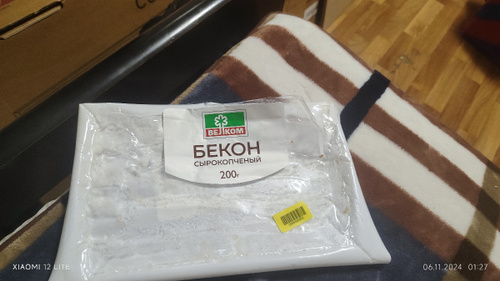 ВЕЛКОМ
БЕКОН
СЫРОКОПЧЕНЫЙ
200г
XIAOMI 12 LITE
06.11.2024 01:27